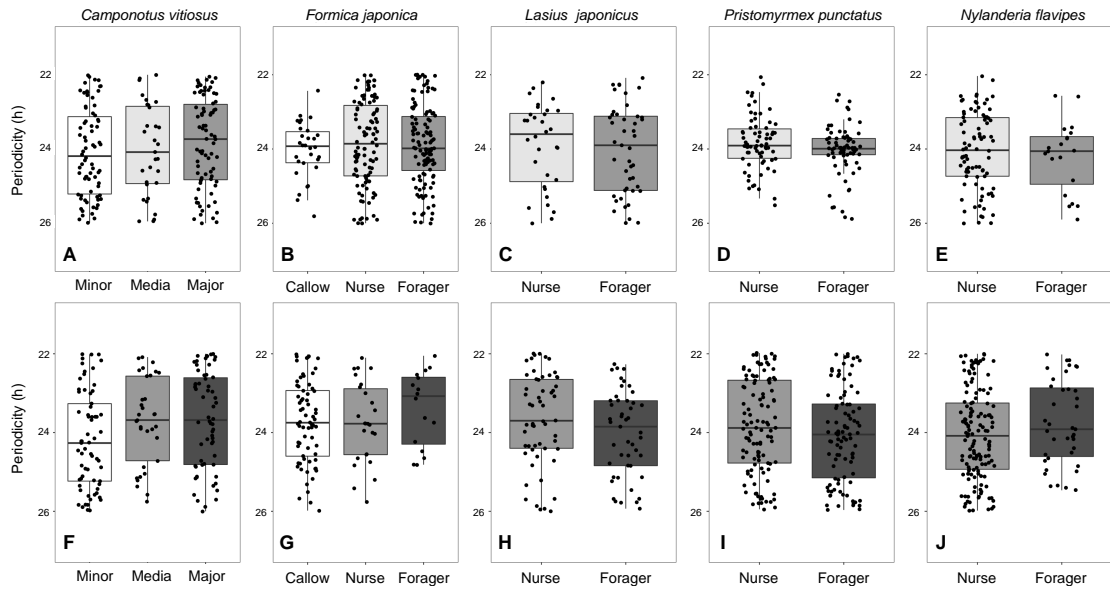 Camponotus vitiosus Formica japonica Lasius japonicus Pristomyrmex punctatus Nylanderia flavipes
Periodicity (h)
22 22 22 22 22
24 24 24 24 24
26 26 26 26 26
A B C D E
Minor Media Major Callow Nurse Forager Nurse Forager Nurse Forager Nurse Forager
Periodicity (h)
22 22 22 22 22
24 24 24 24 24
26 26 26 26 26
F G H I J
Minor Media Major Callow Nurse Forager Nurse Forager Nurse Forager Nurse Forager